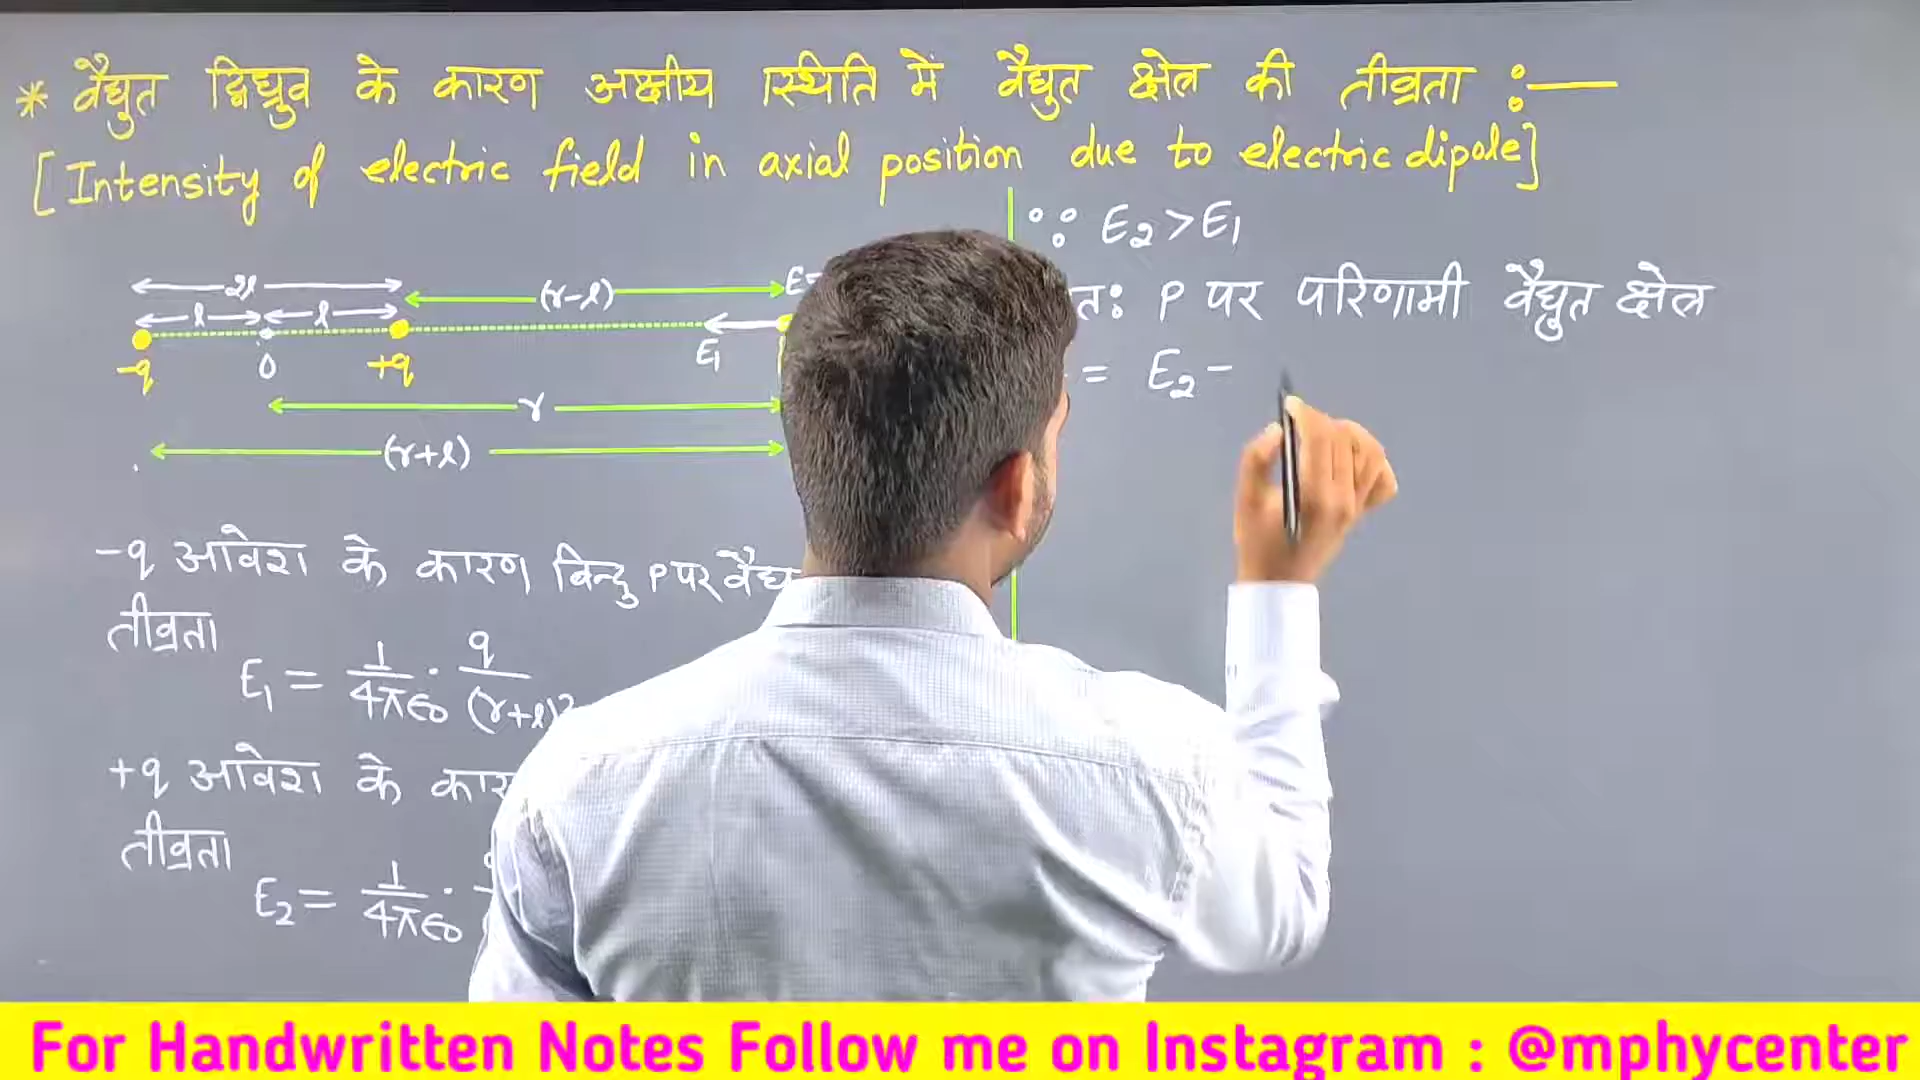 * वैद्युत द्विध्रुव के कारण अक्षीय स्थिति में वैद्युत क्षेत्र की तीव्रता :—
[Intensity of electric field in axial position due to electric dipole]
2l
l l
(r-l)
-q O +q E₁
r
(r+l)
-q आवेश के कारण बिन्दु P पर
तीव्रता
E₁ = 1/4πϵ₀ · q/(r+l)²
+q आवेश के
तीव्रता
E₂ = 1/4πϵ₀ ·
∵ E₂ > E₁
P पर परिणामी वैद्युत क्षेत्र
= E₂ -
For Handwritten Notes Follow me on Instagram : @mphycenter